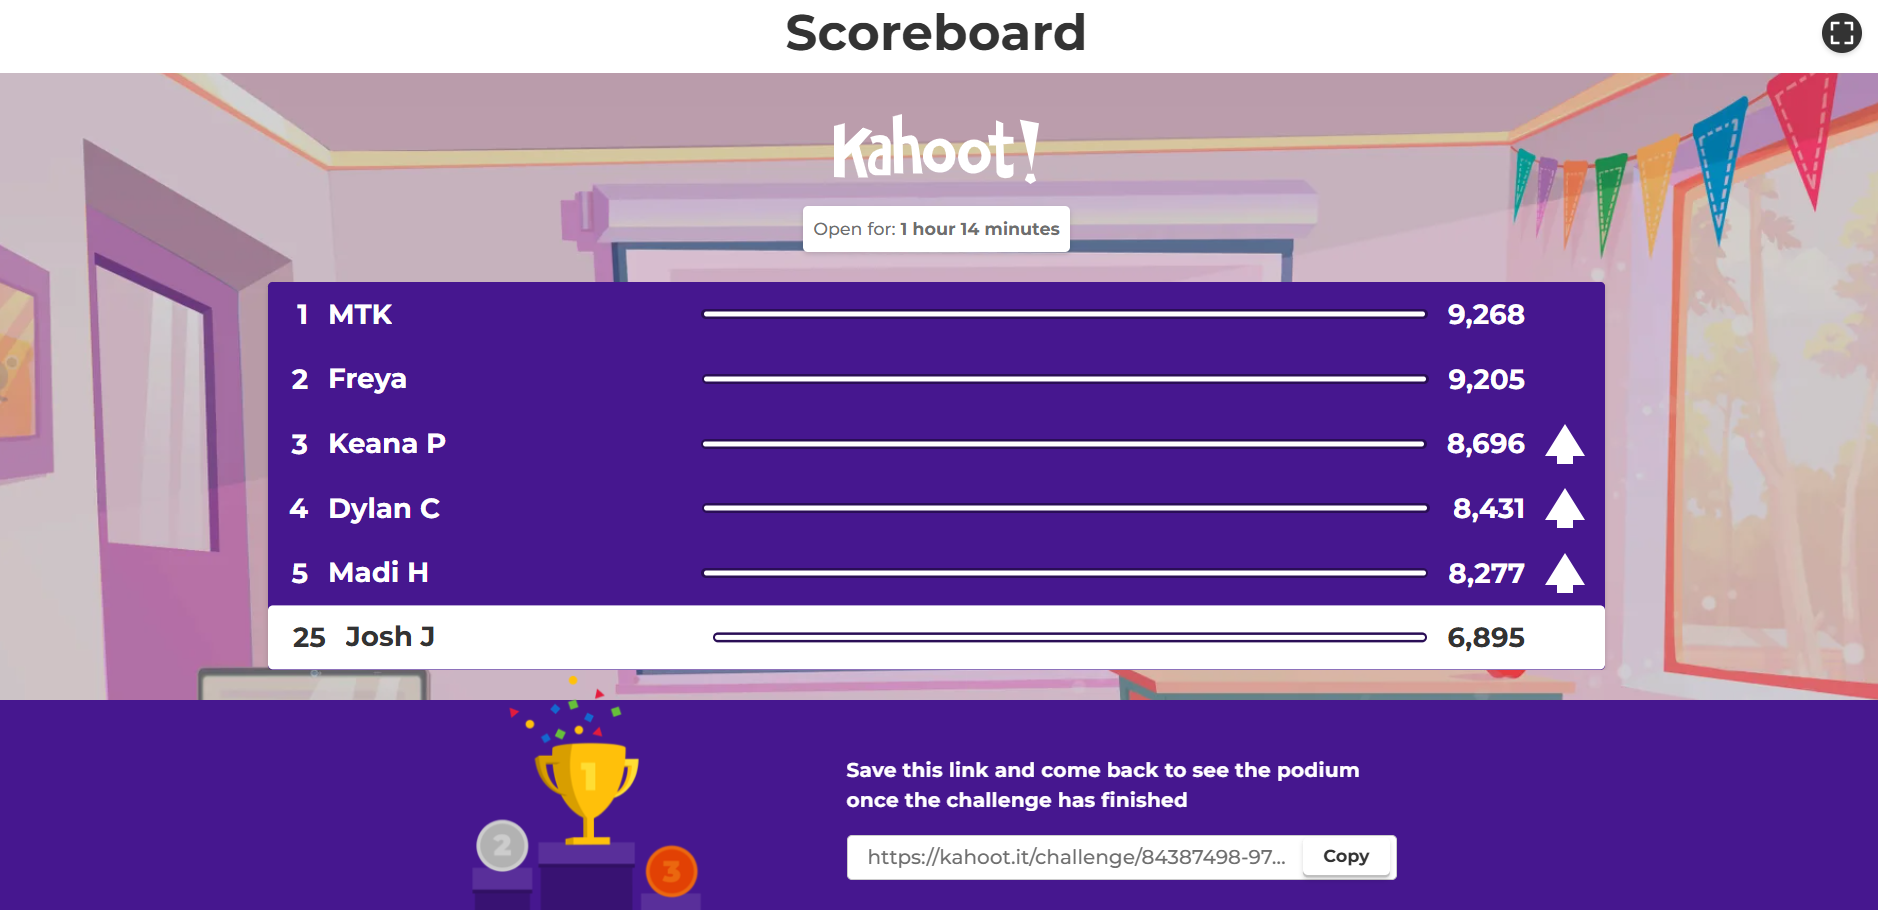 Scoreboard
Kahoot!
Open for: 1 hour 14 minutes
1 MTK 9,268
2 Freya 9,205
3 Keana P 8,696
4 Dylan C 8,431
5 Madi H 8,277
25 Josh J 6,895
1
2
3
Save this link and come back to see the podium
once the challenge has finished
https://kahoot.it/challenge/84387498-97... Copy